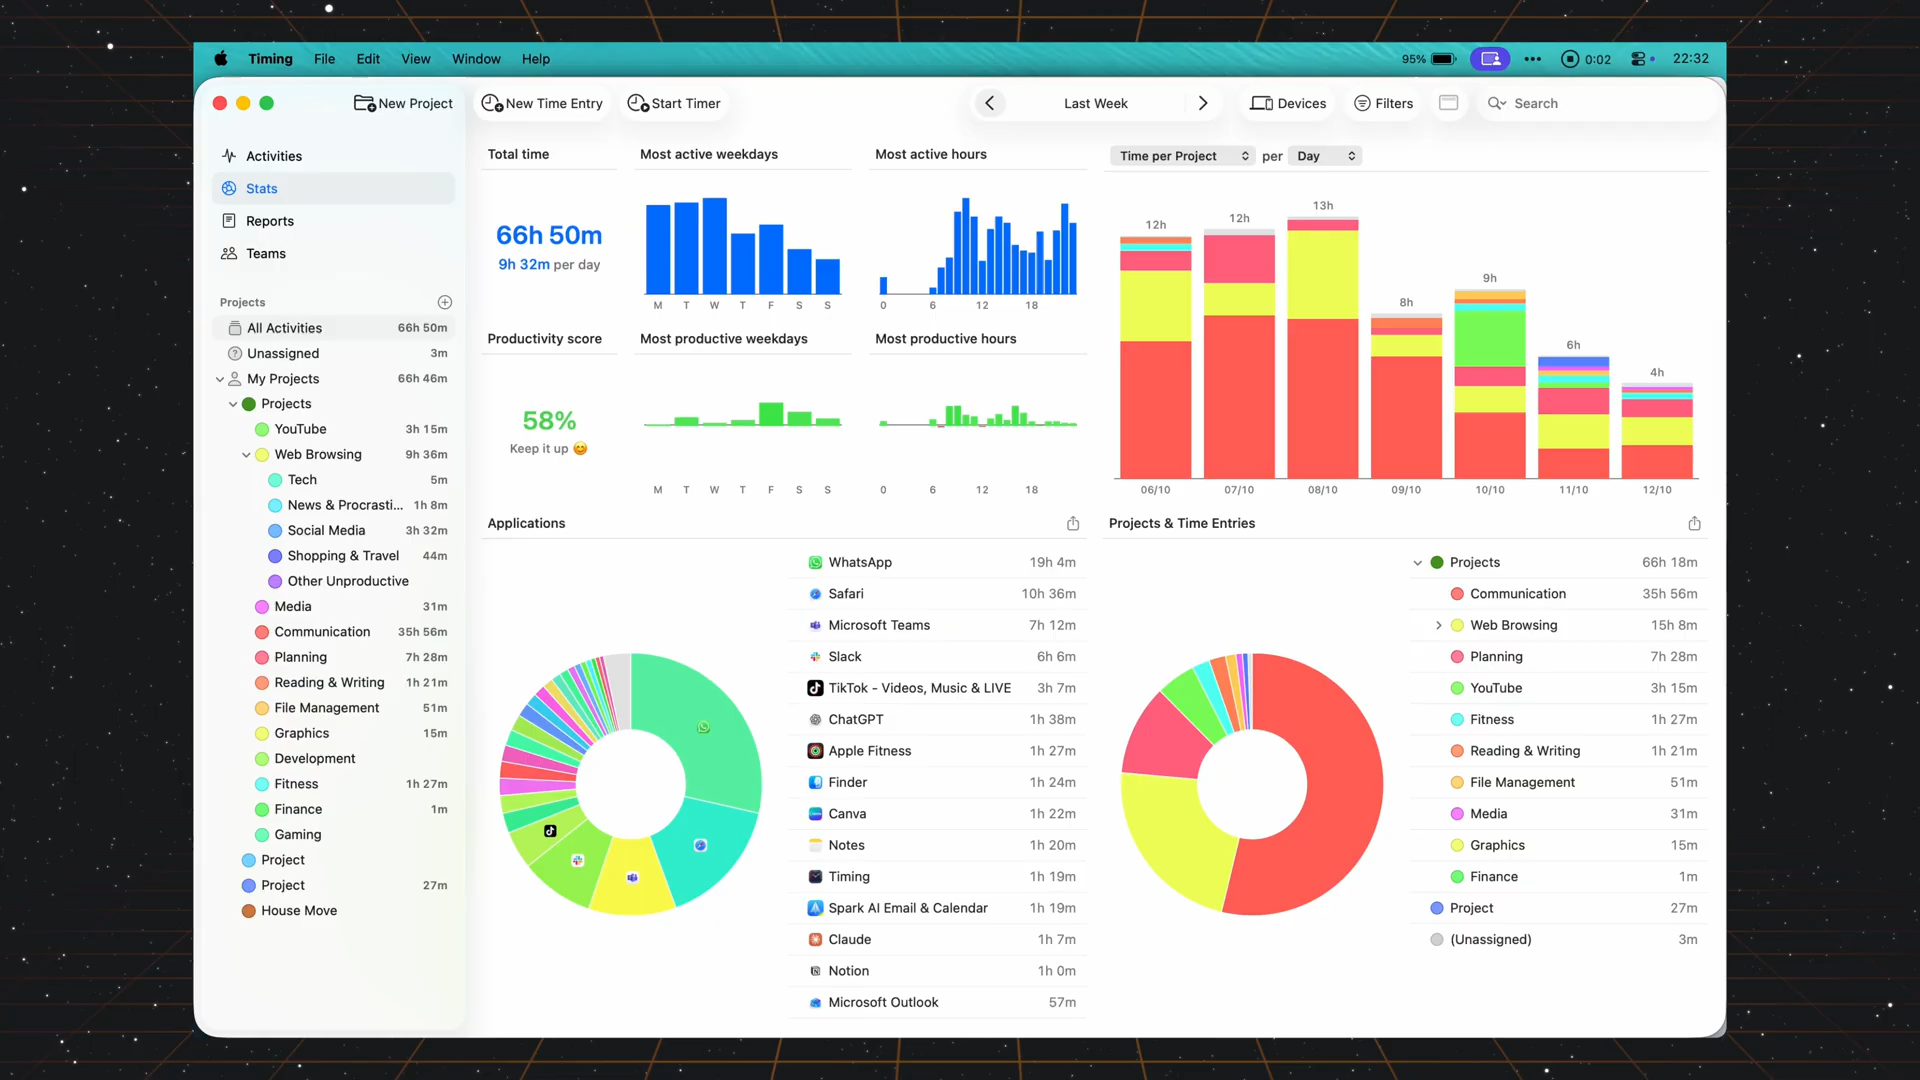 Timing File Edit View Window Help 95% 0:02 22:32
New Project New Time Entry Start Timer Last Week Devices Filters Search
Activities
Stats
Reports
Teams
Projects
All Activities 66h 50m
Unassigned 3m
My Projects 66h 46m
Projects
YouTube 3h 15m
Web Browsing 9h 36m
Tech 5m
News & Procrasti... 1h 8m
Social Media 3h 32m
Shopping & Travel 44m
Other Unproductive
Media 31m
Communication 35h 56m
Planning 7h 28m
Reading & Writing 1h 21m
File Management 51m
Graphics 15m
Development
Fitness 1h 27m
Finance 1m
Gaming
Project
Project 27m
House Move
Total time
66h 50m
9h 32m per day
Most active weekdays
M T W T F S S
Most active hours
0 6 12 18
Productivity score
58%
Keep it up 😊
Most productive weekdays
M T W T F S S
Most productive hours
0 6 12 18
Time per Project per Day
12h 12h 13h 8h 9h 6h 4h
06/10 07/10 08/10 09/10 10/10 11/10 12/10
Applications
WhatsApp 19h 4m
Safari 10h 36m
Microsoft Teams 7h 12m
Slack 6h 6m
TikTok - Videos, Music & LIVE 3h 7m
ChatGPT 1h 38m
Apple Fitness 1h 27m
Finder 1h 24m
Canva 1h 22m
Notes 1h 20m
Timing 1h 19m
Spark AI Email & Calendar 1h 19m
Claude 1h 7m
Notion 1h 0m
Microsoft Outlook 57m
Projects & Time Entries
Projects 66h 18m
Communication 35h 56m
Web Browsing 15h 8m
Planning 7h 28m
YouTube 3h 15m
Fitness 1h 27m
Reading & Writing 1h 21m
File Management 51m
Media 31m
Graphics 15m
Finance 1m
Project 27m
(Unassigned) 3m